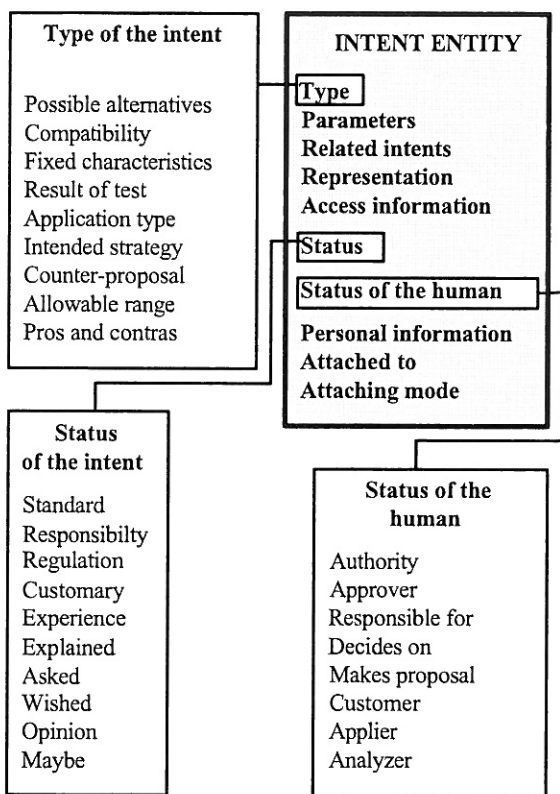 Type of the intent
Possible alternatives
Compatibility
Fixed characteristics
Result of test
Application type
Intended strategy
Counter-proposal
Allowable range
Pros and contras
INTENT ENTITY
Type
Parameters
Related intents
Representation
Access information
Status
Status of the human
Personal information
Attached to
Attaching mode
Status
of the intent
Standard
Responsibilty
Regulation
Customary
Experience
Explained
Asked
Wished
Opinion
Maybe
Status of the
human
Authority
Approver
Responsible for
Decides on
Makes proposal
Customer
Applier
Analyzer